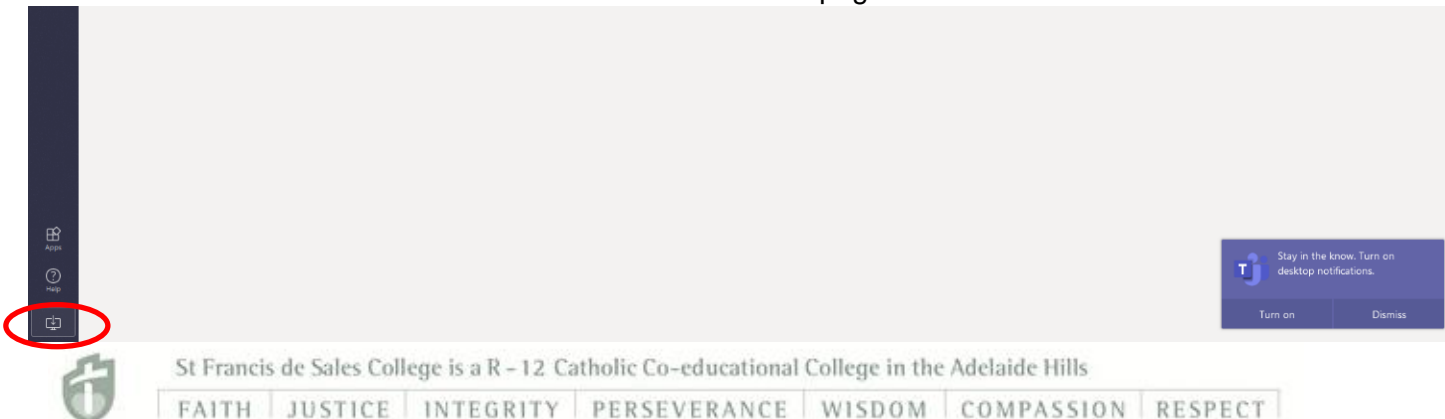 Apps
Help
Stay in the know. Turn on
desktop notifications.
Turn on Dismiss
St Francis de Sales College is a R – 12 Catholic Co-educational College in the Adelaide Hills
FAITH JUSTICE INTEGRITY PERSEVERANCE WISDOM COMPASSION RESPECT